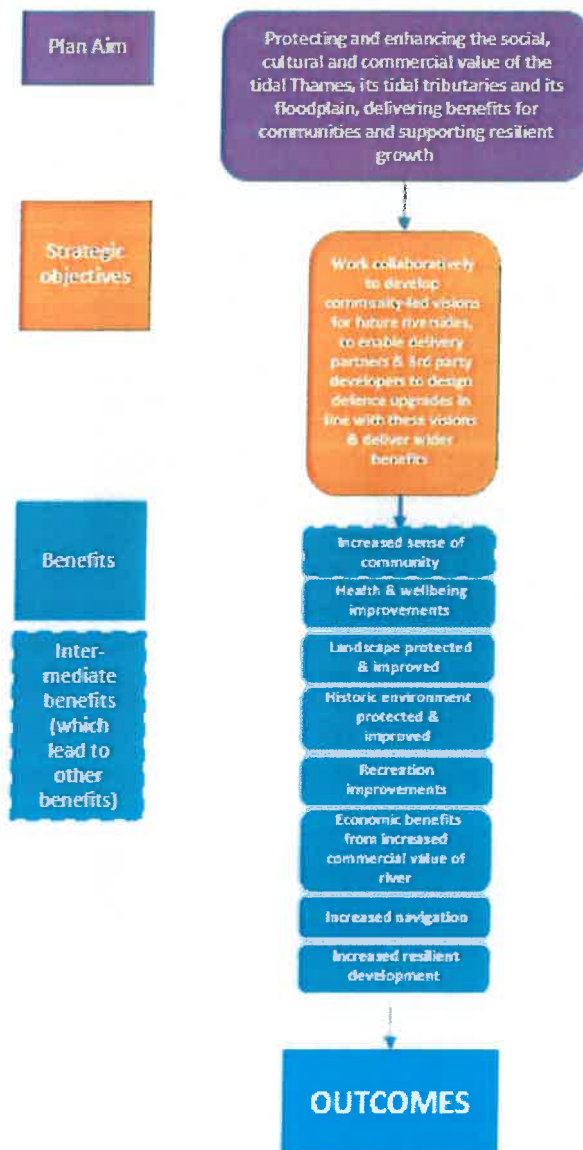 Plan Aim
Protecting and enhancing the social,
cultural and commercial value of the
tidal Thames, its tidal tributaries and its
floodplain, delivering benefits for
communities and supporting resilient
growth
Strategic
objectives
Work collaboratively
to develop
community-led visions
for future riversides,
to enable delivery
partners & 3rd party
developers to design
defence upgrades in
line with these visions
& deliver wider
benefits
Benefits
Inter-
mediate
benefits
(which
lead to
other
benefits)
Increased sense of
community
Health & wellbeing
improvements
Landscape protected
& improved
Historic environment
protected &
improved
Recreation
improvements
Economic benefits
from increased
commercial value of
river
Increased navigation
Increased resilient
development
OUTCOMES